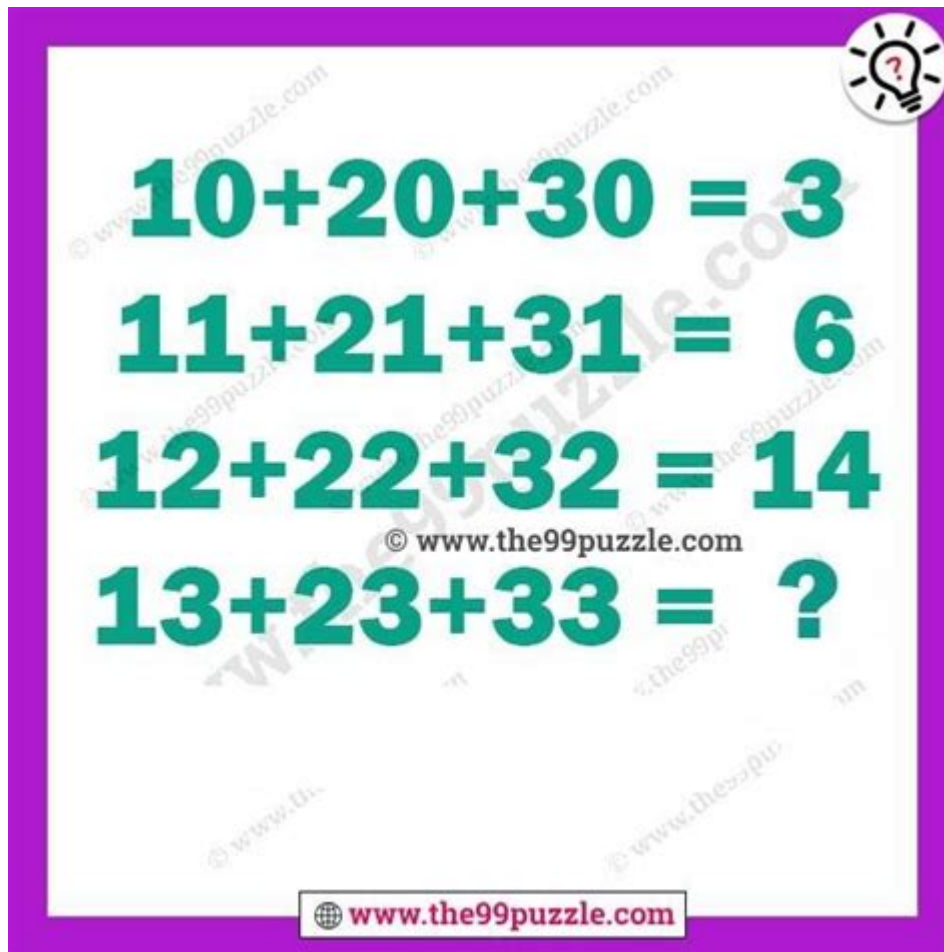 10+20+30 = 3
11+21+31 = 6
12+22+32 = 14
© www.the99puzzle.com
13+23+33 = ?
www.the99puzzle.com